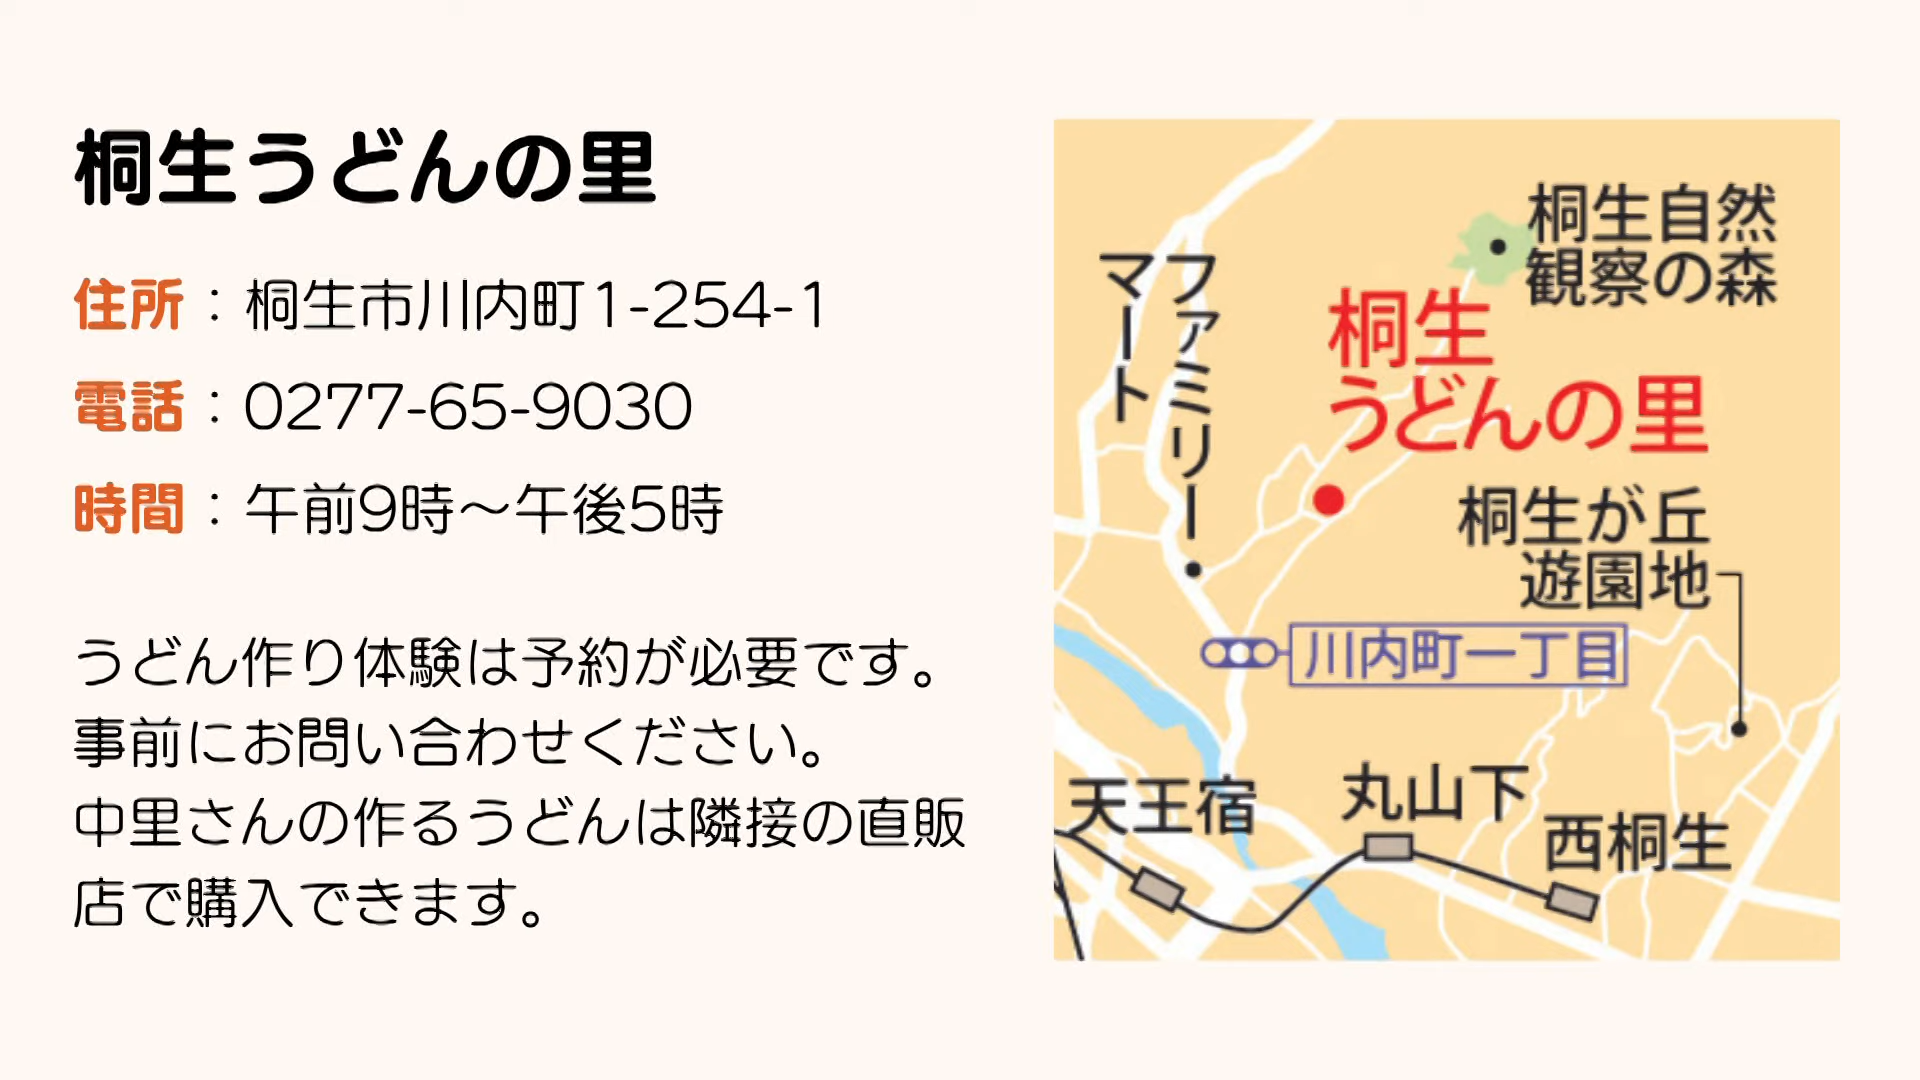 桐生うどんの里
住所：桐生市川内町1-254-1
電話：0277-65-9030
時間：午前9時〜午後5時
うどん作り体験は予約が必要です。
事前にお問い合わせください。
中里さんの作るうどんは隣接の直販
店で購入できます。
桐生自然
観察の森
ファミリー
マート
桐生
うどんの里
桐生が丘
遊園地
川内町一丁目
天王宿
丸山下
西桐生